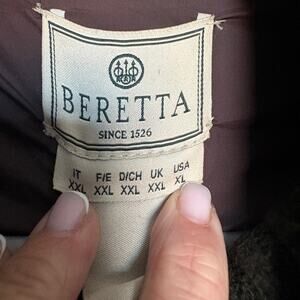 BERETTA
SINCE 1526
IT F/E D/CH UK USA
XXL XXL XXL XXL XL